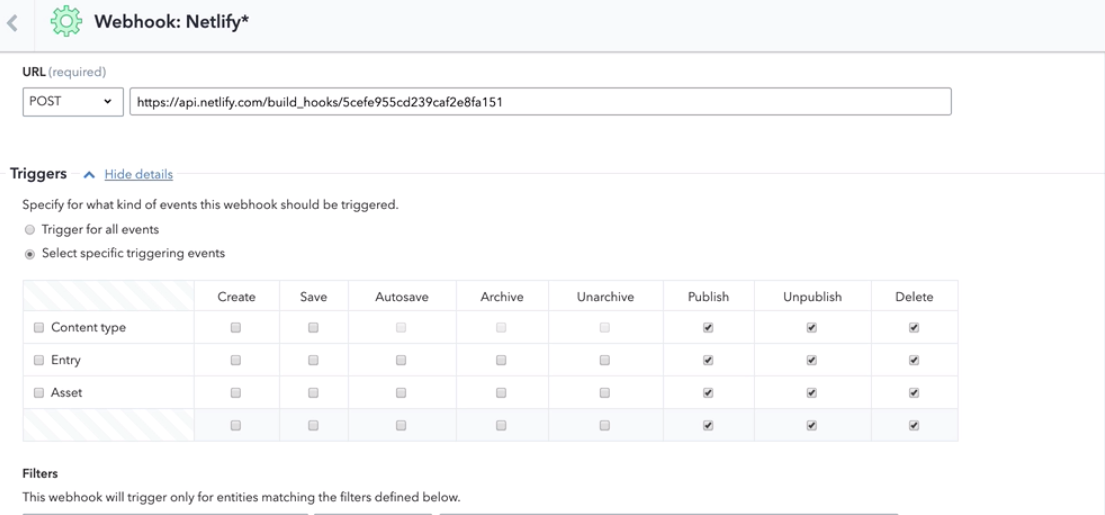 Webhook: Netlify*
URL (required)
POST https://api.netlify.com/build_hooks/5cefe955cd239caf2e8fa151
Triggers Hide details
Specify for what kind of events this webhook should be triggered.
Trigger for all events
Select specific triggering events
Create Save Autosave Archive Unarchive Publish Unpublish Delete
Content type
Entry
Asset
Filters
This webhook will trigger only for entities matching the filters defined below.